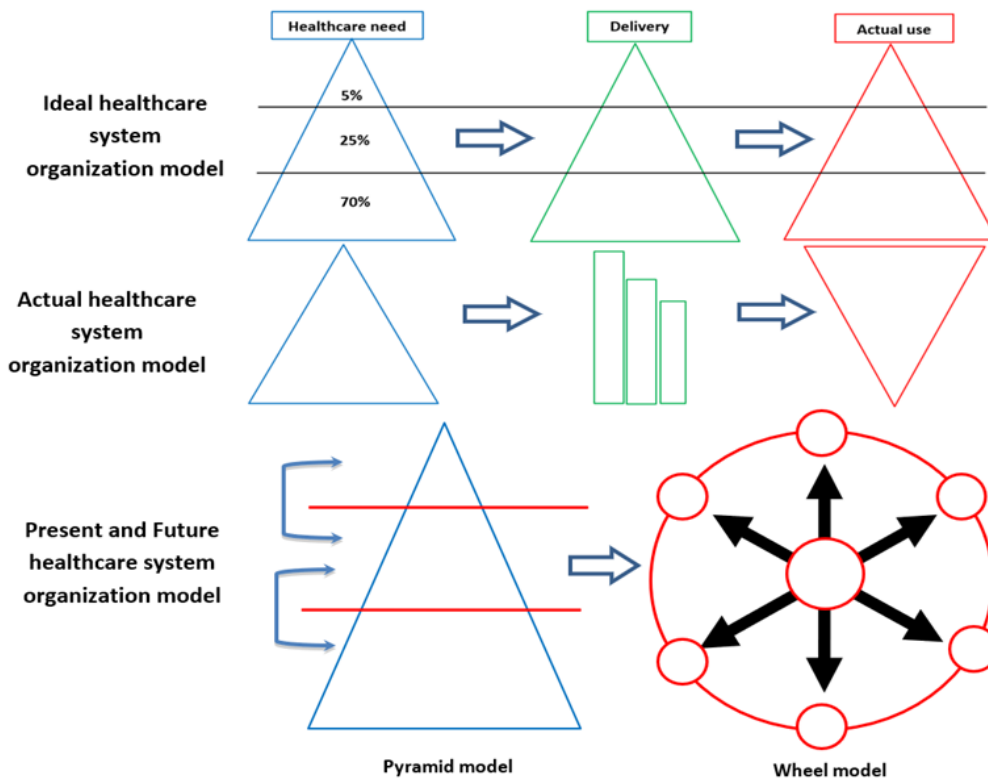 Healthcare need
Delivery
Actual use
Ideal healthcare
system
organization model
5%
25%
70%
Actual healthcare
system
organization model
Present and Future
healthcare system
organization model
Pyramid model
Wheel model